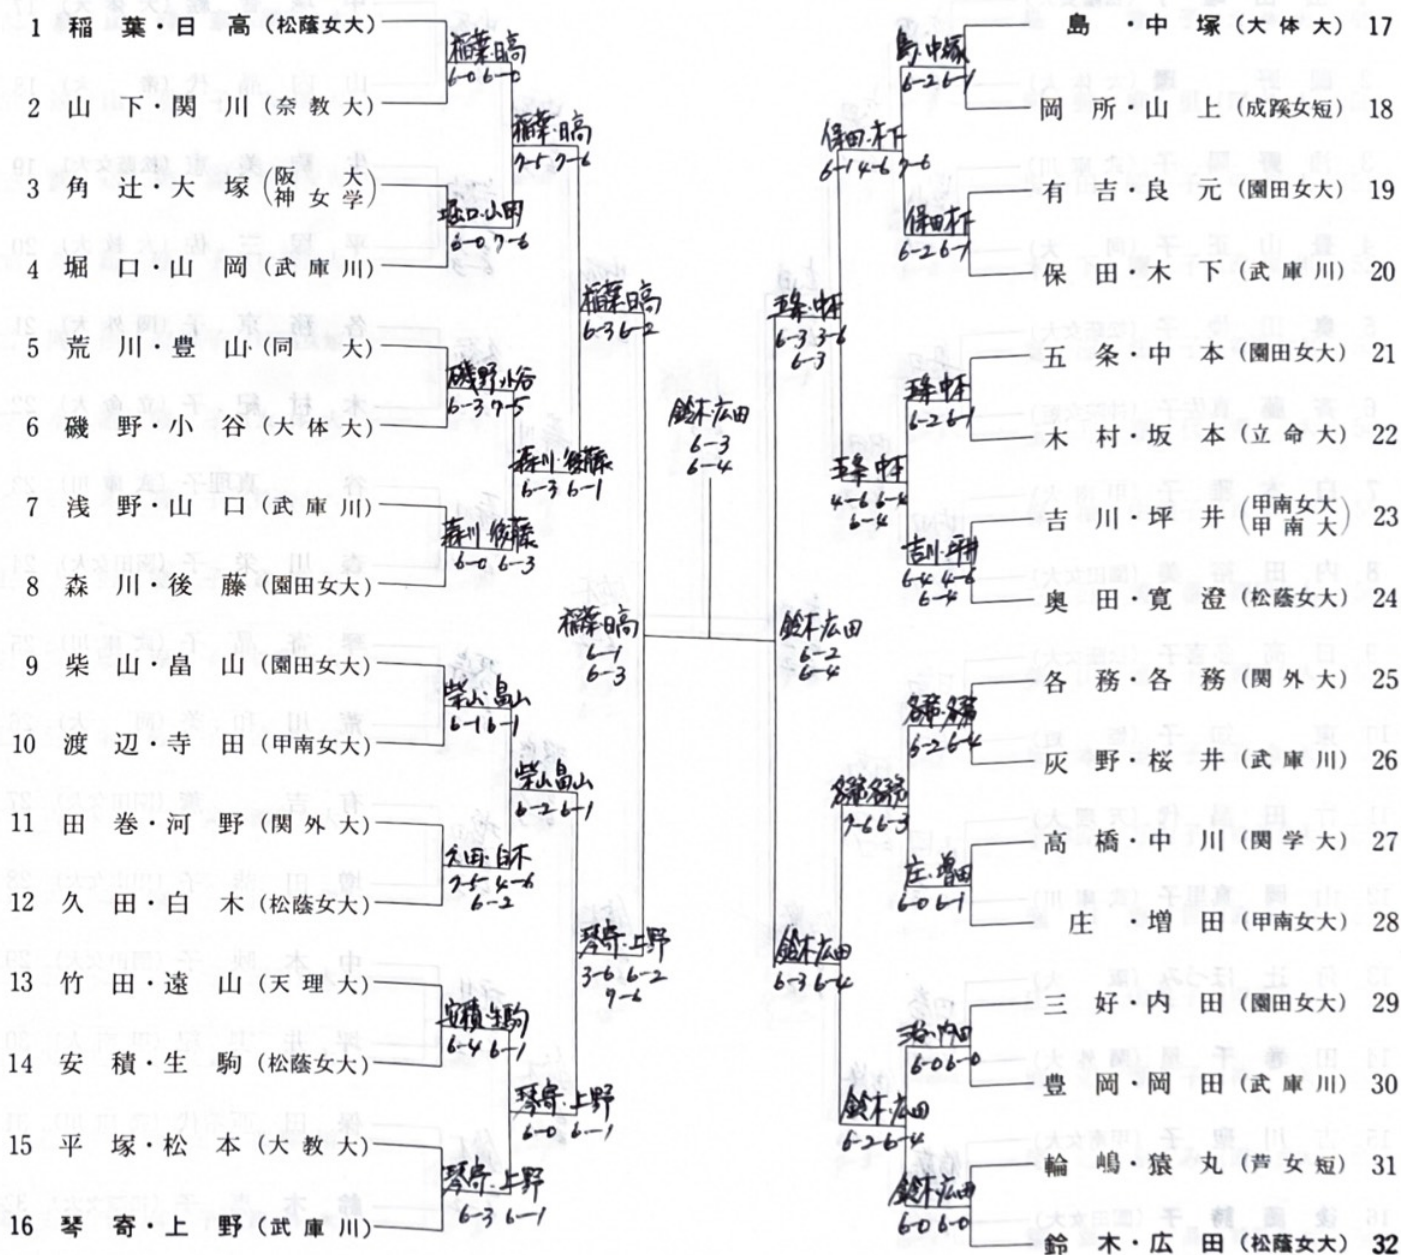 1 稲葉・日高(松蔭女大)
2 山下・関川(奈教大)
3 角辻・大塚(阪大 神女学)
4 堀口・山岡(武庫川)
5 荒川・豊山(同大)
6 磯野・小谷(大体大)
7 浅野・山口(武庫川)
8 森川・後藤(園田女大)
9 柴山・畠山(園田女大)
10 渡辺・寺田(甲南女大)
11 田巻・河野(関外大)
12 久田・白木(松蔭女大)
13 竹田・遠山(天理大)
14 安積・生駒(松蔭女大)
15 平塚・松本(大教大)
16 琴寄・上野(武庫川)
稲葉・日高
6-0 6-0
堀口・山岡
6-0 7-6
磯野・小谷
6-3 7-5
森川・後藤
6-0 6-3
柴山・畠山
6-1 6-1
久田・白木
7-5 4-6
6-2
安積・生駒
6-4 6-1
琴寄・上野
6-3 6-1
稲葉・日高
7-5 7-6
森川・後藤
6-3 6-1
柴山・畠山
6-2 6-1
琴寄・上野
6-0 6-1
稲葉・日高
6-3 6-2
琴寄・上野
3-6 6-2
7-6
稲葉・日高
6-1
6-3
鈴木・広田
6-3
6-4
鈴木・広田
6-2
6-4
五条・中本
6-3 3-6
6-3
鈴木・広田
6-3 6-4
保田・木下
6-1 4-6 7-6
五条・中本
4-6 6-4
6-4
各務・各務
7-6 6-3
鈴木・広田
6-2 6-4
島・中塚
6-2 6-1
保田・木下
6-2 6-1
五条・中本
6-2 6-1
吉川・坪井
6-4 4-6
6-4
各務・各務
6-2 6-4
庄・増田
6-0 6-1
三好・内田
6-0 6-0
鈴木・広田
6-0 6-0
島・中塚(大体大) 17
岡所・山上(成蹊女短) 18
有吉・良元(園田女大) 19
保田・木下(武庫川) 20
五条・中本(園田女大) 21
木村・坂本(立命大) 22
吉川・坪井(甲南女大 甲南大) 23
奥田・寛澄(松蔭女大) 24
各務・各務(関外大) 25
灰野・桜井(武庫川) 26
高橋・中川(関学大) 27
庄・増田(甲南女大) 28
三好・内田(園田女大) 29
豊岡・岡田(武庫川) 30
輪嶋・猿丸(芦女短) 31
鈴木・広田(松蔭女大) 32